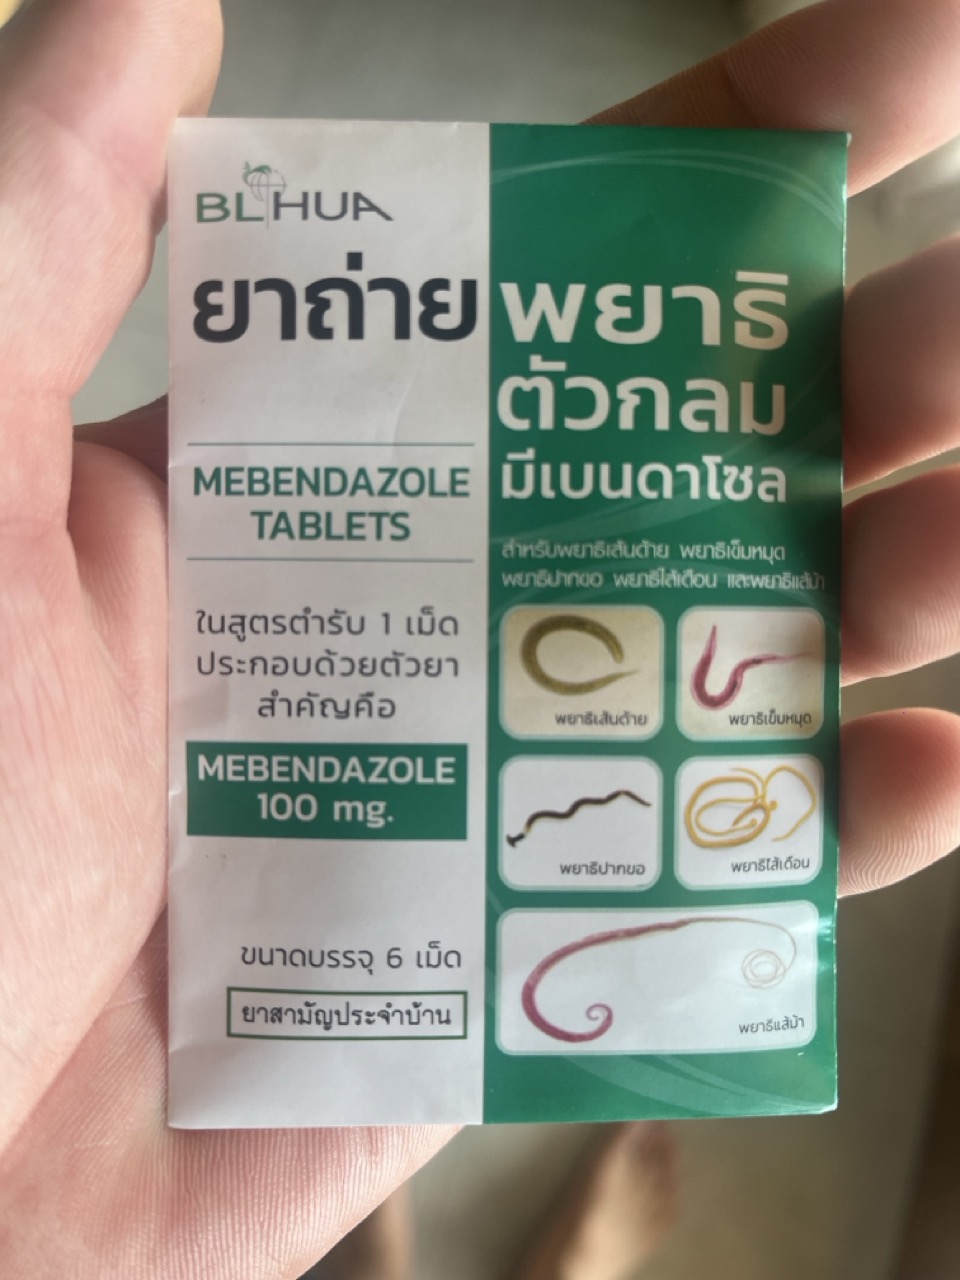 BLHUA
ยาถ่ายพยาธิ
ตัวกลม
มีเบนดาโซล
MEBENDAZOLE
TABLETS
สำหรับพยาธิเส้นด้าย พยาธิเข็มหมุด
พยาธิปากขอ พยาธิไส้เดือน และพยาธิแส้ม้า
ในสูตรตำรับ 1 เม็ด
ประกอบด้วยตัวยา
สำคัญคือ
MEBENDAZOLE
100 mg.
ขนาดบรรจุ 6 เม็ด
ยาสามัญประจำบ้าน
พยาธิเส้นด้าย
พยาธิเข็มหมุด
พยาธิปากขอ
พยาธิไส้เดือน
พยาธิแส้ม้า